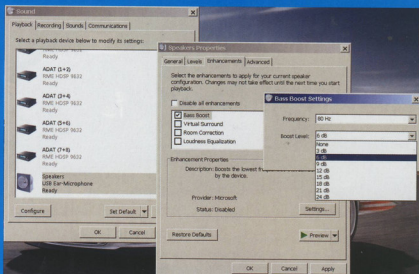 Sound
Playback Recording Sounds Communications
Select a playback device below to modify its settings:
RME HDSP 9632
Ready
ADAT (1+2)
RME HDSP 9632
Ready
ADAT (3+4)
RME HDSP 9632
Ready
ADAT (5+6)
RME HDSP 9632
Ready
ADAT (7+8)
RME HDSP 9632
Ready
Speakers
USB Ear-Microphone
Ready
Configure
Set Default
OK
Cancel
Speakers Properties
General Levels Enhancements Advanced
Select the enhancements to apply for your current speaker
configuration. Changes may not take effect until the next time you start
playback.
Disable all enhancements
Bass Boost
Virtual Surround
Room Correction
Loudness Equalization
Enhancement Properties
Description: Boosts the lowest
by the device.
Provider: Microsoft
Status: Disabled
Settings...
Restore Defaults
Preview
OK
Cancel
Apply
Bass Boost Settings
Frequency: 80 Hz
Boost Level: 6 dB
None
3 dB
6 dB
9 dB
12 dB
15 dB
18 dB
21 dB
24 dB